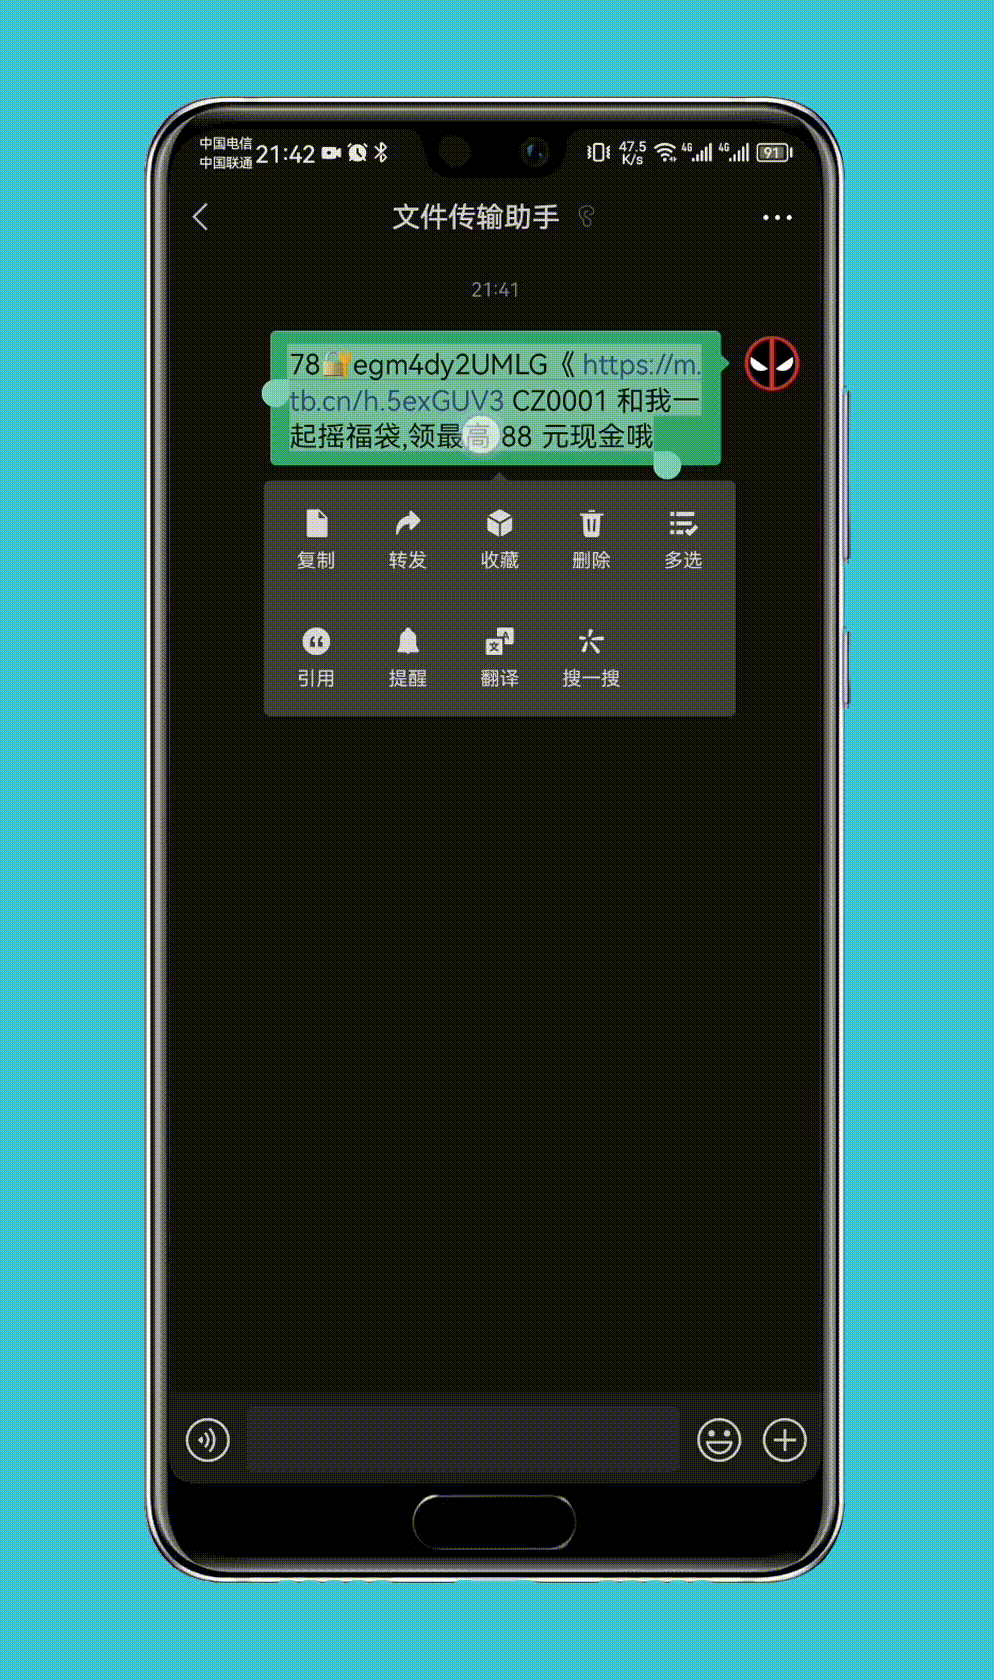 中国电信
中国联通
21:42
47.5
K/s
4G
4G
91
文件传输助手
21:41
78🔐egm4dy2UMLG《 https://m.
tb.cn/h.5exGUV3 CZ0001 和我一
起摇福袋,领最高 88 元现金哦
复制 转发 收藏 删除 多选
引用 提醒 翻译 搜一搜